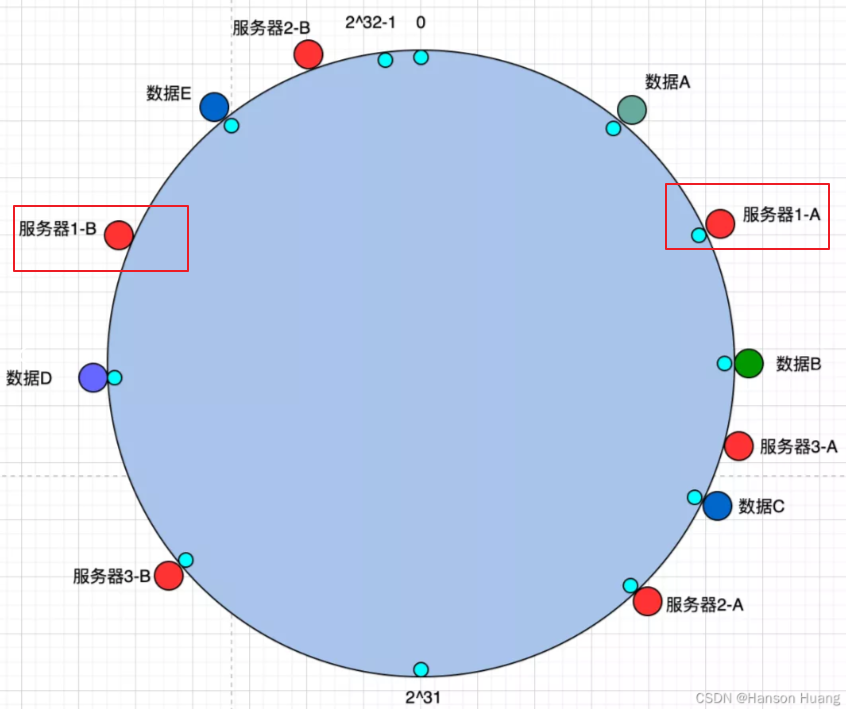 2^32-1 0
服务器2-B
数据A
数据E
服务器1-A
服务器1-B
数据B
数据D
服务器3-A
数据C
服务器3-B
服务器2-A
2^31
CSDN @Hanson Huang